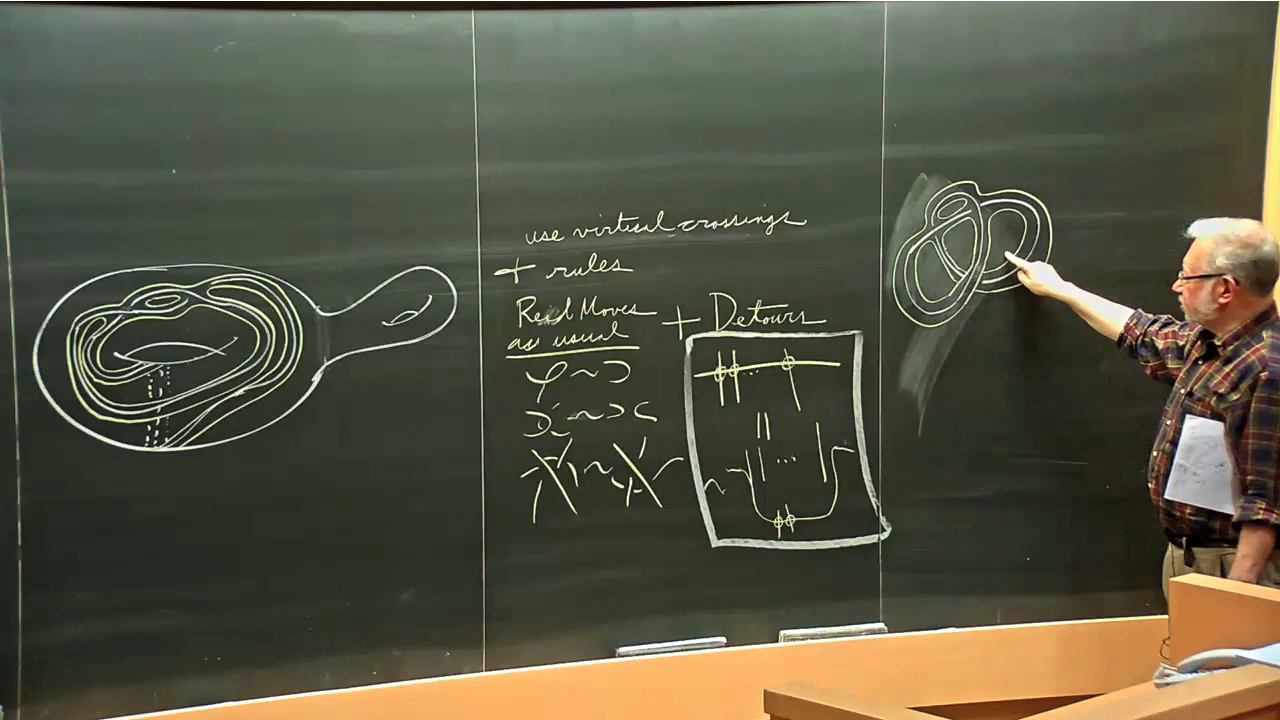 use virtual crossings
+ rules
Reid Moves
as usual
+ Detours
~
~
~
...
...
~